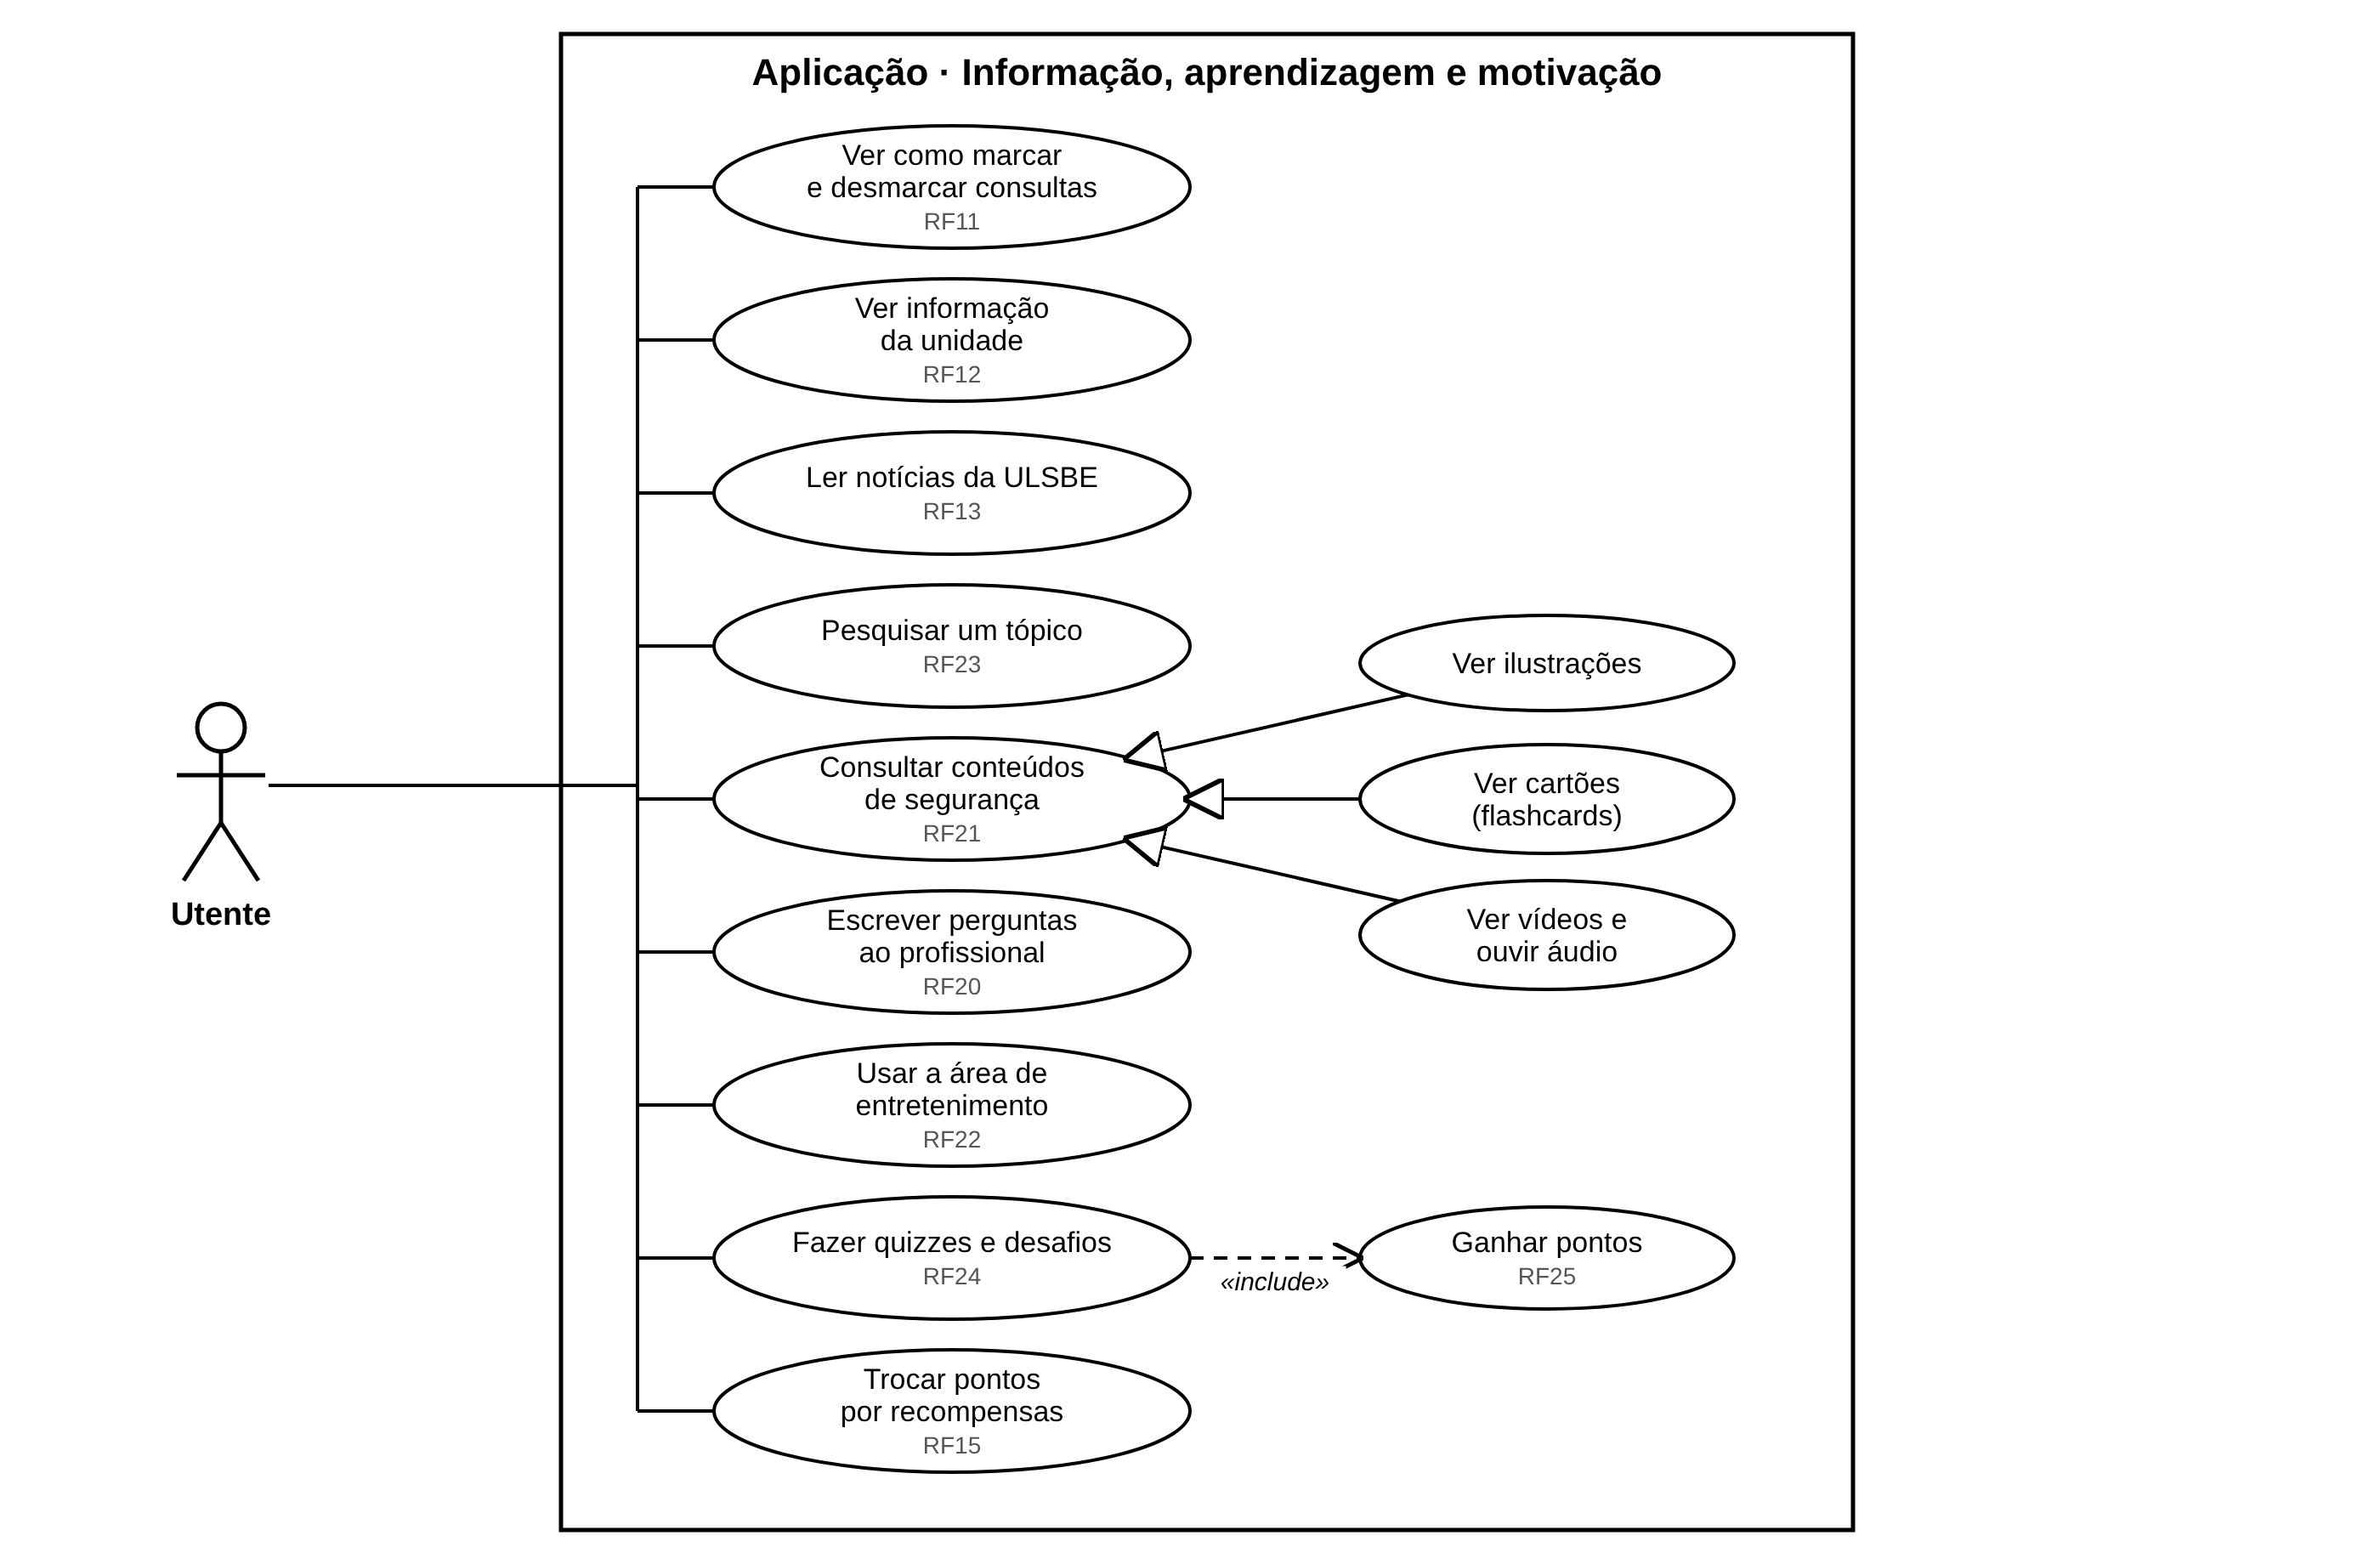 Aplicação · Informação, aprendizagem e motivação
Ver como marcar
e desmarcar consultas
RF11
Ver informação
da unidade
RF12
Ler notícias da ULSBE
RF13
Pesquisar um tópico
RF23
Ver ilustrações
Consultar conteúdos
de segurança
RF21
Ver cartões
(flashcards)
Utente
Escrever perguntas
ao profissional
RF20
Ver vídeos e
ouvir áudio
Usar a área de
entretenimento
RF22
Fazer quizzes e desafios
RF24
«include»
Ganhar pontos
RF25
Trocar pontos
por recompensas
RF15